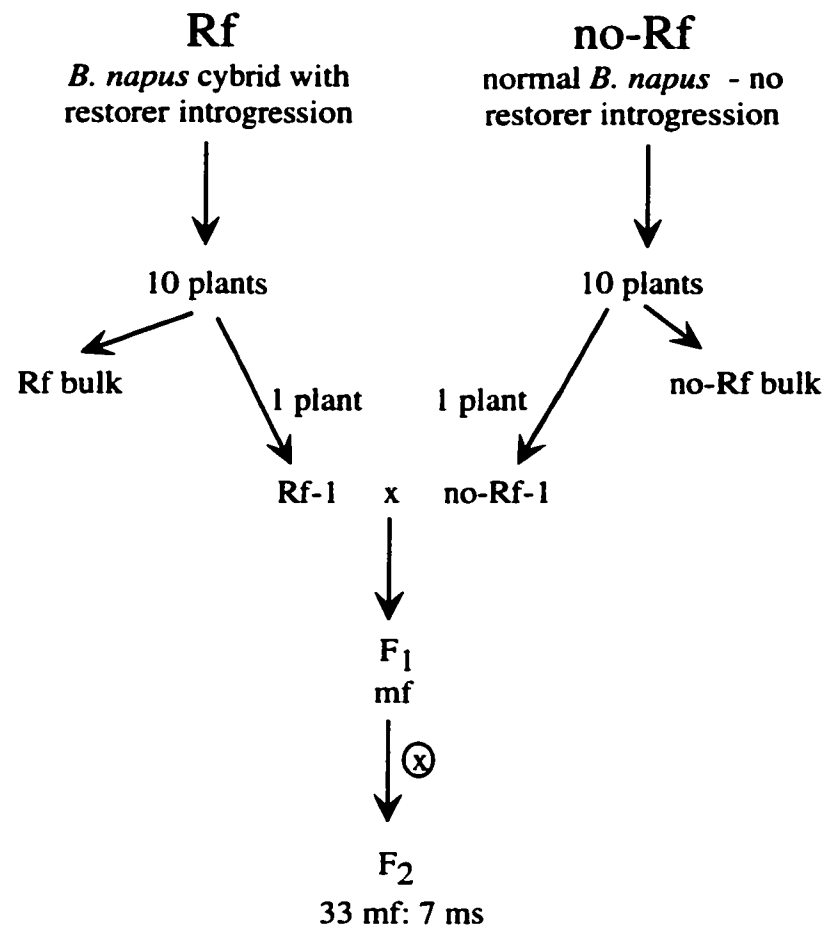 Rf
B. napus cybrid with
restorer introgression
no-Rf
normal B. napus - no
restorer introgression
10 plants
10 plants
Rf bulk
1 plant
1 plant
no-Rf bulk
Rf-1 x no-Rf-1
F1
mf
x
F2
33 mf: 7 ms